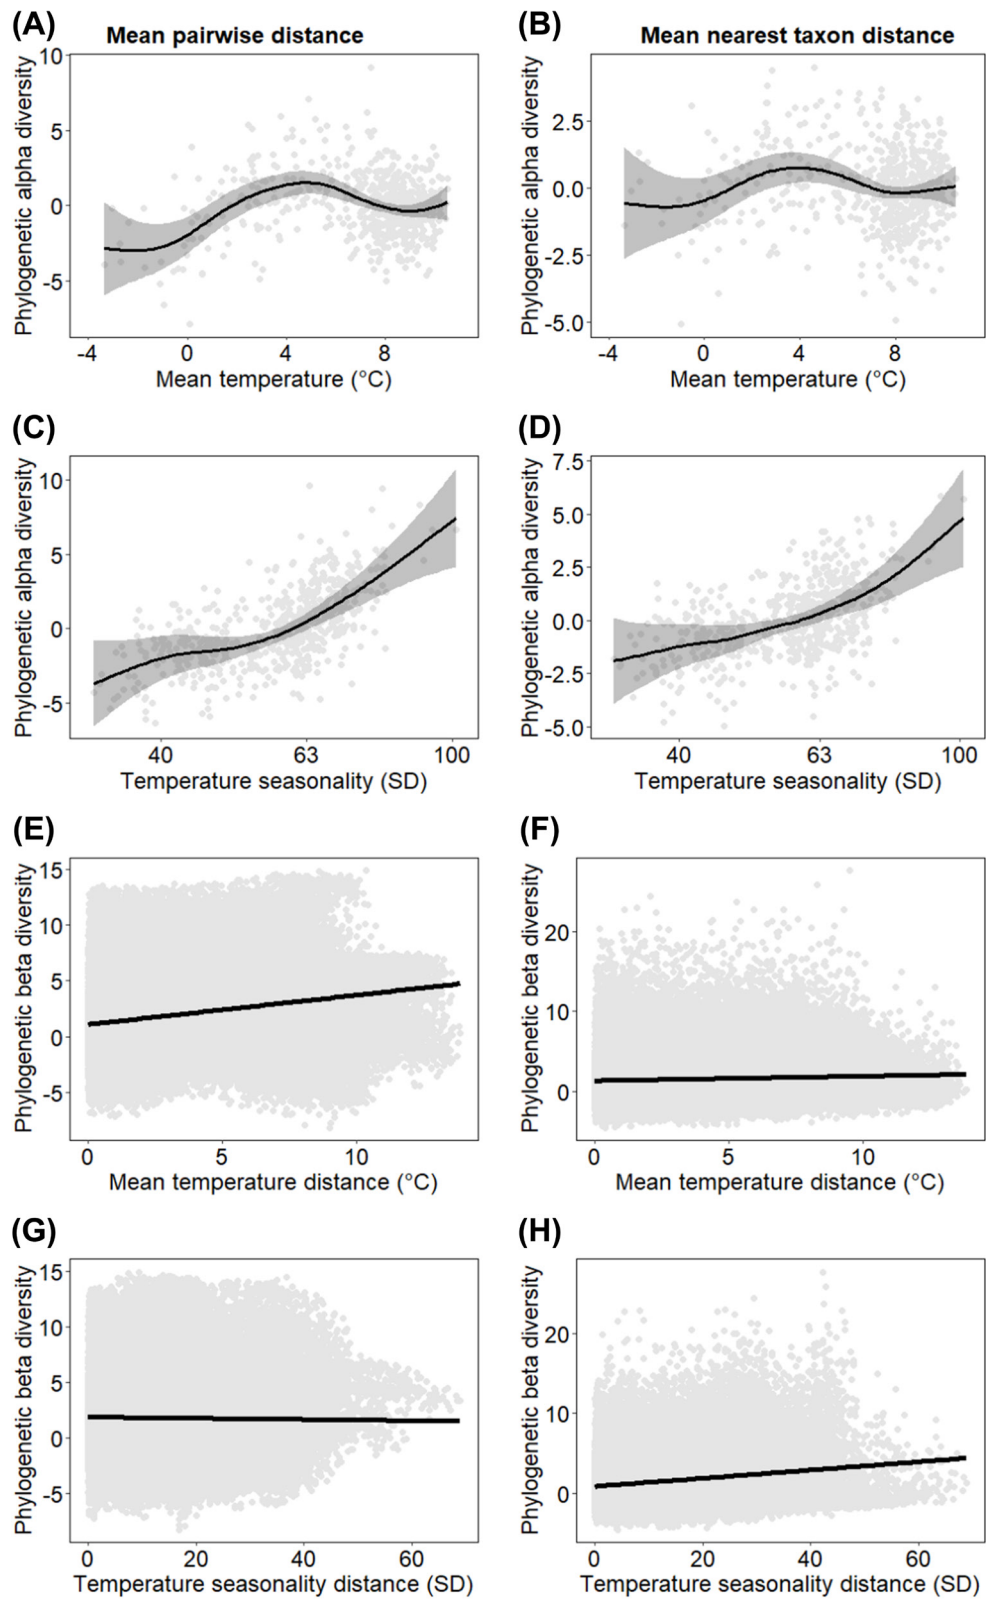 (A)
(B)
Mean pairwise distance
Mean nearest taxon distance
Phylogenetic alpha diversity
10
5
0
-5
-4
0
4
8
Mean temperature (°C)
Phylogenetic alpha diversity
2.5
0.0
-2.5
-5.0
-4
0
4
8
Mean temperature (°C)
(C)
(D)
Phylogenetic alpha diversity
10
5
0
-5
40
63
100
Temperature seasonality (SD)
Phylogenetic alpha diversity
7.5
5.0
2.5
0.0
-2.5
-5.0
40
63
100
Temperature seasonality (SD)
(E)
(F)
Phylogenetic beta diversity
15
10
5
0
-5
0
5
10
Mean temperature distance (°C)
Phylogenetic beta diversity
20
10
0
0
5
10
Mean temperature distance (°C)
(G)
(H)
Phylogenetic beta diversity
15
10
5
0
-5
0
20
40
60
Temperature seasonality distance (SD)
Phylogenetic beta diversity
20
10
0
0
20
40
60
Temperature seasonality distance (SD)